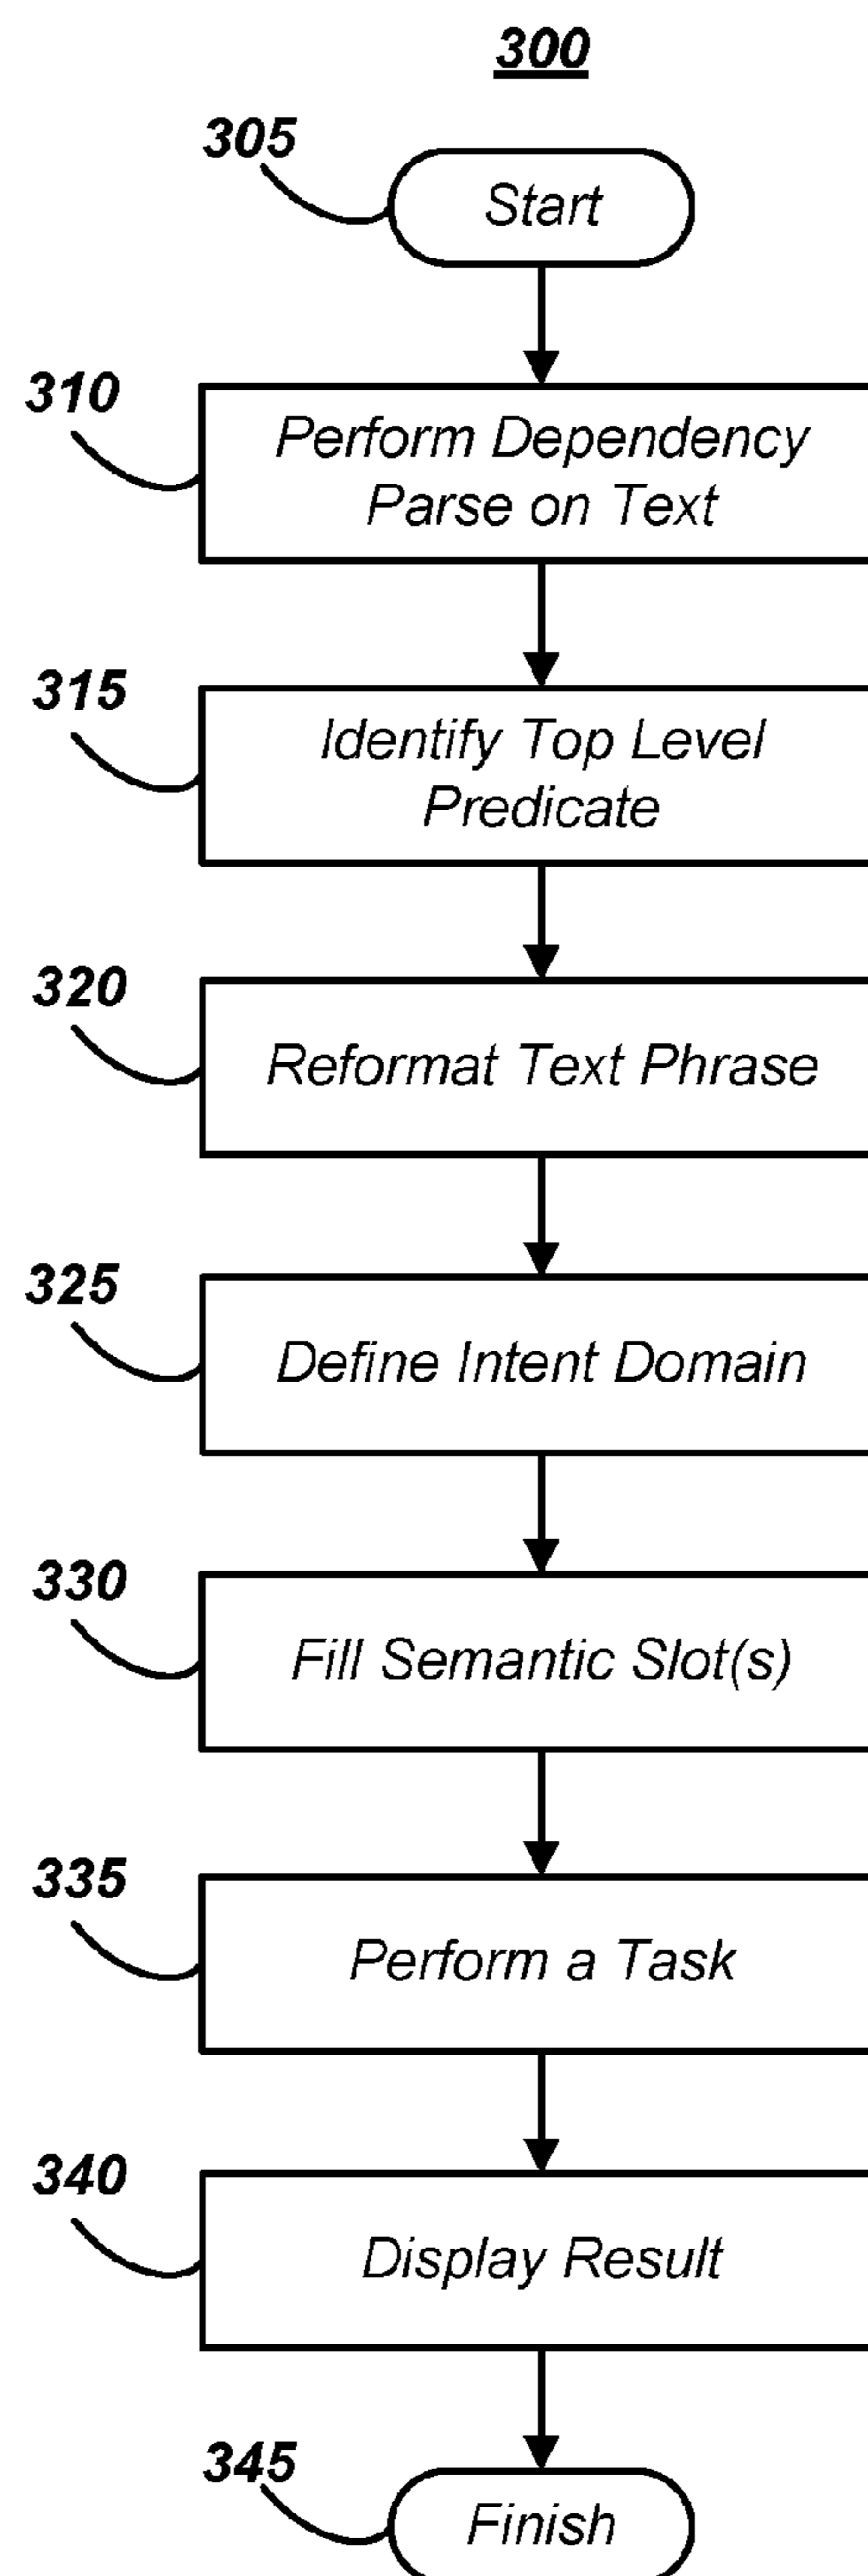 300
305
Start
310
Perform Dependency
Parse on Text
315
Identify Top Level
Predicate
320
Reformat Text Phrase
325
Define Intent Domain
330
Fill Semantic Slot(s)
335
Perform a Task
340
Display Result
345
Finish